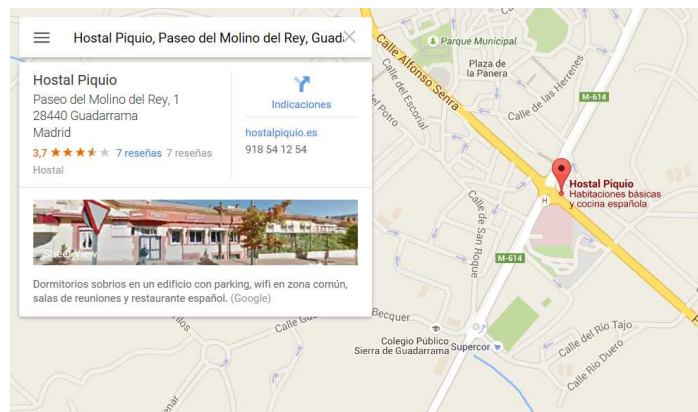 Hostal Piquio, Paseo del Molino del Rey, Guad
Hostal Piquio
Paseo del Molino del Rey, 1
28440 Guadarrama
Madrid
3,7 7 reseñas 7 reseñas
Hostal
Indicaciones
hostalpiquio.es
918 54 12 54
Street View
Dormitorios sobrios en un edificio con parking, wifi en zona común,
salas de reuniones y restaurante español. (Google)
Parque Municipal
Plaza de
la Panera
Calle Alfonso Senra
Calle del Escorial
del Potro
Calle de las Herrenes
M-614
Hostal Piquio
Habitaciones básicas
y cocina española
H
Calle de San Roque
M-614
Becquer
Calle
Colegio Público
Sierra de Guadarrama
Supercor
Calle del Río Tajo
Calle Río Duero